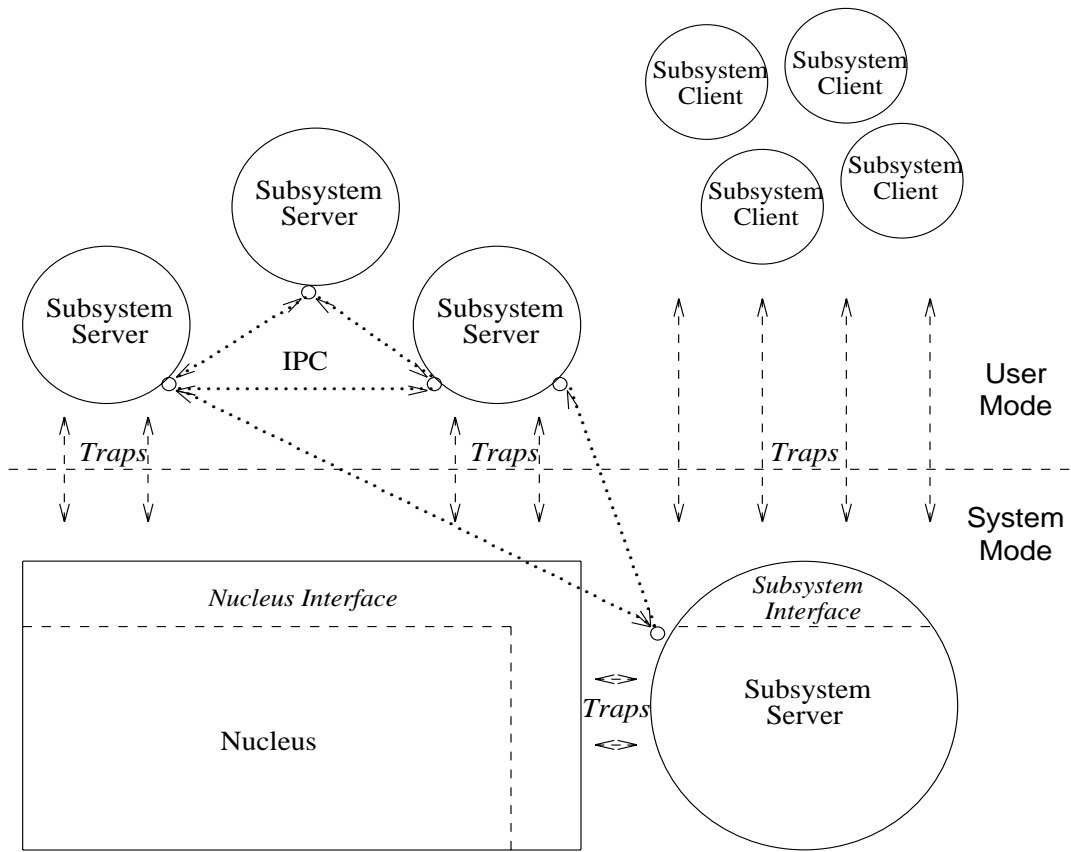 Subsystem
Client
Subsystem
Client
Subsystem
Client
Subsystem
Client
Subsystem
Server
Subsystem
Server
Subsystem
Server
IPC
User
Mode
Traps
Traps
Traps
System
Mode
Nucleus Interface
Subsystem
Interface
Traps
Subsystem
Server
Nucleus